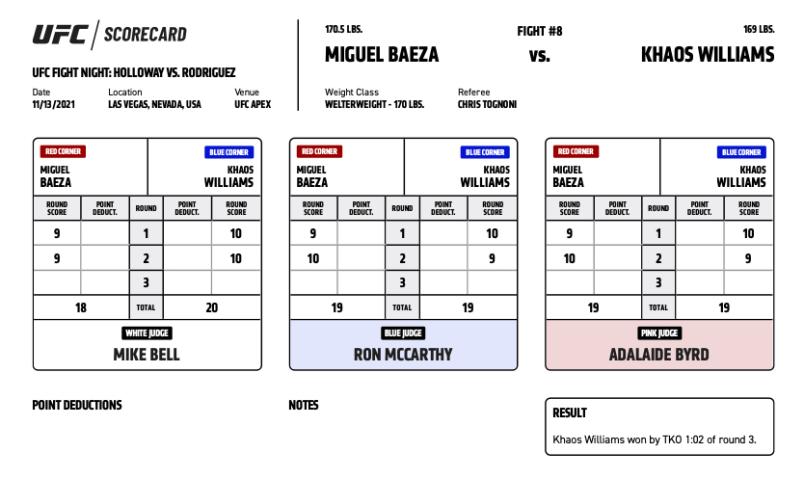 UFC / SCORECARD
UFC FIGHT NIGHT: HOLLOWAY VS. RODRIGUEZ
Date Location Venue
11/13/2021 LAS VEGAS, NEVADA, USA UFC APEX
170.5 LBS. FIGHT #8 169 LBS.
MIGUEL BAEZA VS. KHAOS WILLIAMS
Weight Class Referee
WELTERWEIGHT - 170 LBS. CHRIS TOGNONI
RED CORNER BLUE CORNER
MIGUEL KHAOS
BAEZA WILLIAMS
ROUND POINT ROUND POINT ROUND
SCORE DEDUCT. DEDUCT. SCORE
9 1 10
9 2 10
3
18 TOTAL 20
WHITE JUDGE
MIKE BELL
RED CORNER BLUE CORNER
MIGUEL KHAOS
BAEZA WILLIAMS
ROUND POINT ROUND POINT ROUND
SCORE DEDUCT. DEDUCT. SCORE
9 1 10
10 2 9
3
19 TOTAL 19
BLUE JUDGE
RON MCCARTHY
RED CORNER BLUE CORNER
MIGUEL KHAOS
BAEZA WILLIAMS
ROUND POINT ROUND POINT ROUND
SCORE DEDUCT. DEDUCT. SCORE
9 1 10
10 2 9
3
19 TOTAL 19
PINK JUDGE
ADALAIDE BYRD
POINT DEDUCTIONS
NOTES
RESULT
Khaos Williams won by TKO 1:02 of round 3.